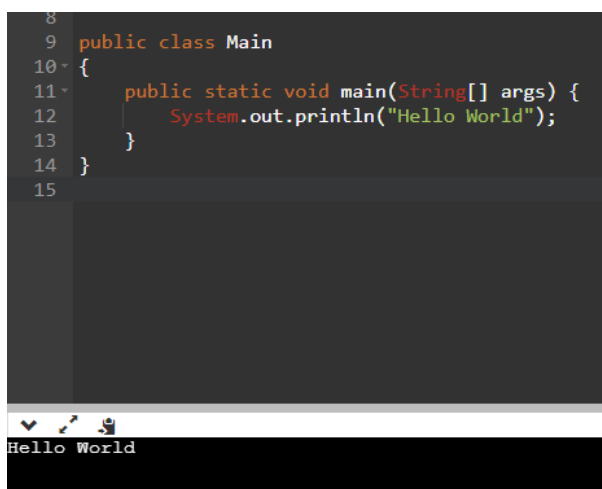 8
9 public class Main
10 {
11 public static void main(String[] args) {
12 System.out.println("Hello World");
13 }
14 }
15
Hello World